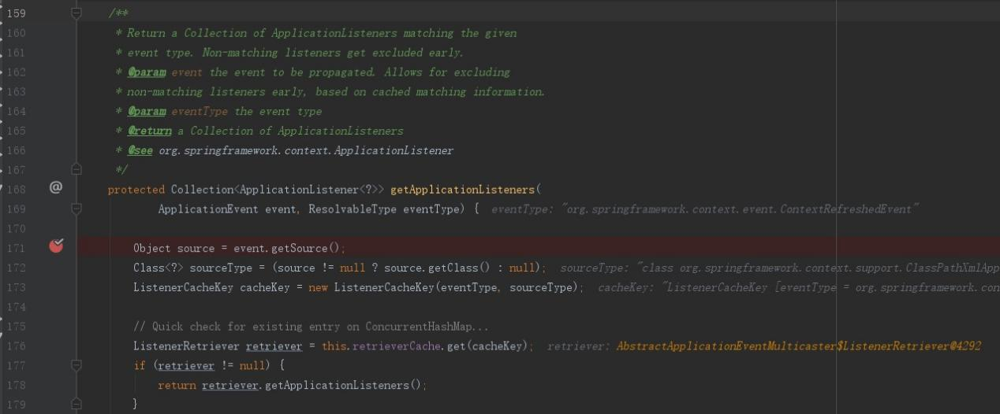 159 /**
160 * Return a Collection of ApplicationListeners matching the given
161 * event type. Non-matching listeners get excluded early.
162 * @param event the event to be propagated. Allows for excluding
163 * non-matching listeners early, based on cached matching information.
164 * @param eventType the event type
165 * @return a Collection of ApplicationListeners
166 * @see org.springframework.context.ApplicationListener
167 */
168 @ protected Collection<ApplicationListener<?>> getApplicationListeners(
169 ApplicationEvent event, ResolvableType eventType) { eventType: "org.springframework.context.event.ContextRefreshedEvent"
170
171 Object source = event.getSource();
172 Class<?> sourceType = (source != null ? source.getClass() : null); sourceType: "class org.springframework.context.support.ClassPathXmlApp
173 ListenerCacheKey cacheKey = new ListenerCacheKey(eventType, sourceType); cacheKey: "ListenerCacheKey [eventType = org.springframework.con
174
175 // Quick check for existing entry on ConcurrentHashMap...
176 ListenerRetriever retriever = this.retrieverCache.get(cacheKey); retriever: AbstractApplicationEventMulticaster$ListenerRetriever@4292
177 if (retriever != null) {
178 return retriever.getApplicationListeners();
179 }